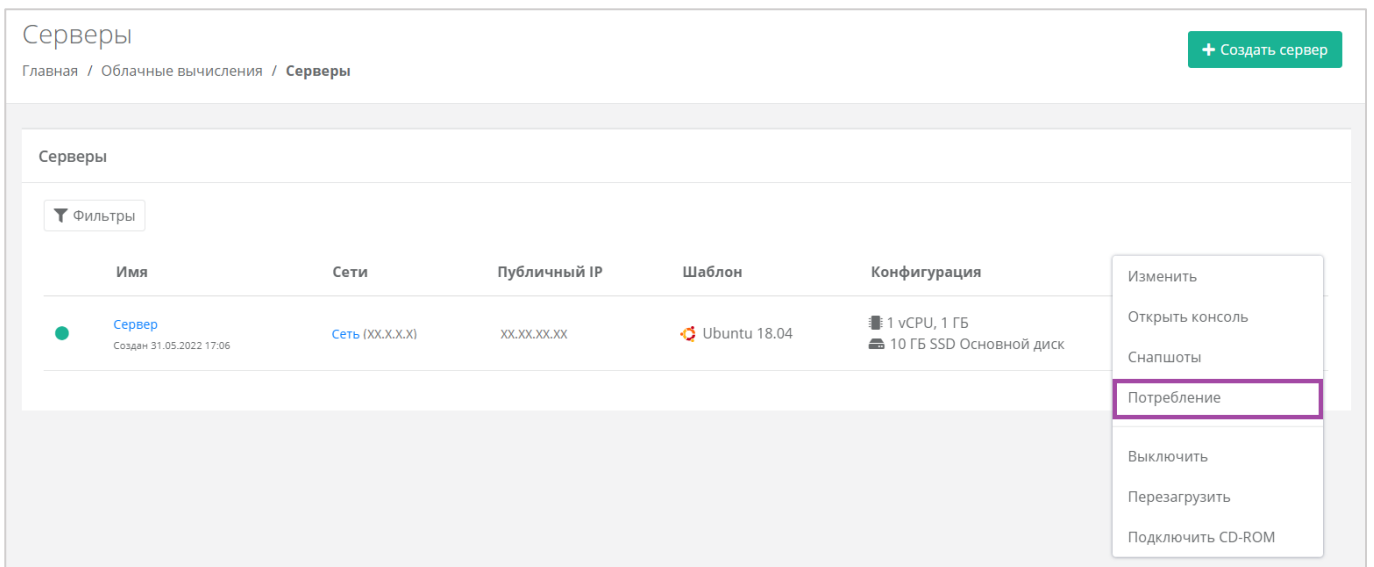 Серверы
+ Создать сервер
Главная / Облачные вычисления / Серверы
Серверы
Фильтры
Имя Сети Публичный IP Шаблон Конфигурация
Сервер
Создан 31.05.2022 17:06
Сеть (XX.X.X.X)
XX.XX.XX.XX
Ubuntu 18.04
1 vCPU, 1 ГБ
10 ГБ SSD Основной диск
Изменить
Открыть консоль
Снапшоты
Потребление
Выключить
Перезагрузить
Подключить CD-ROM